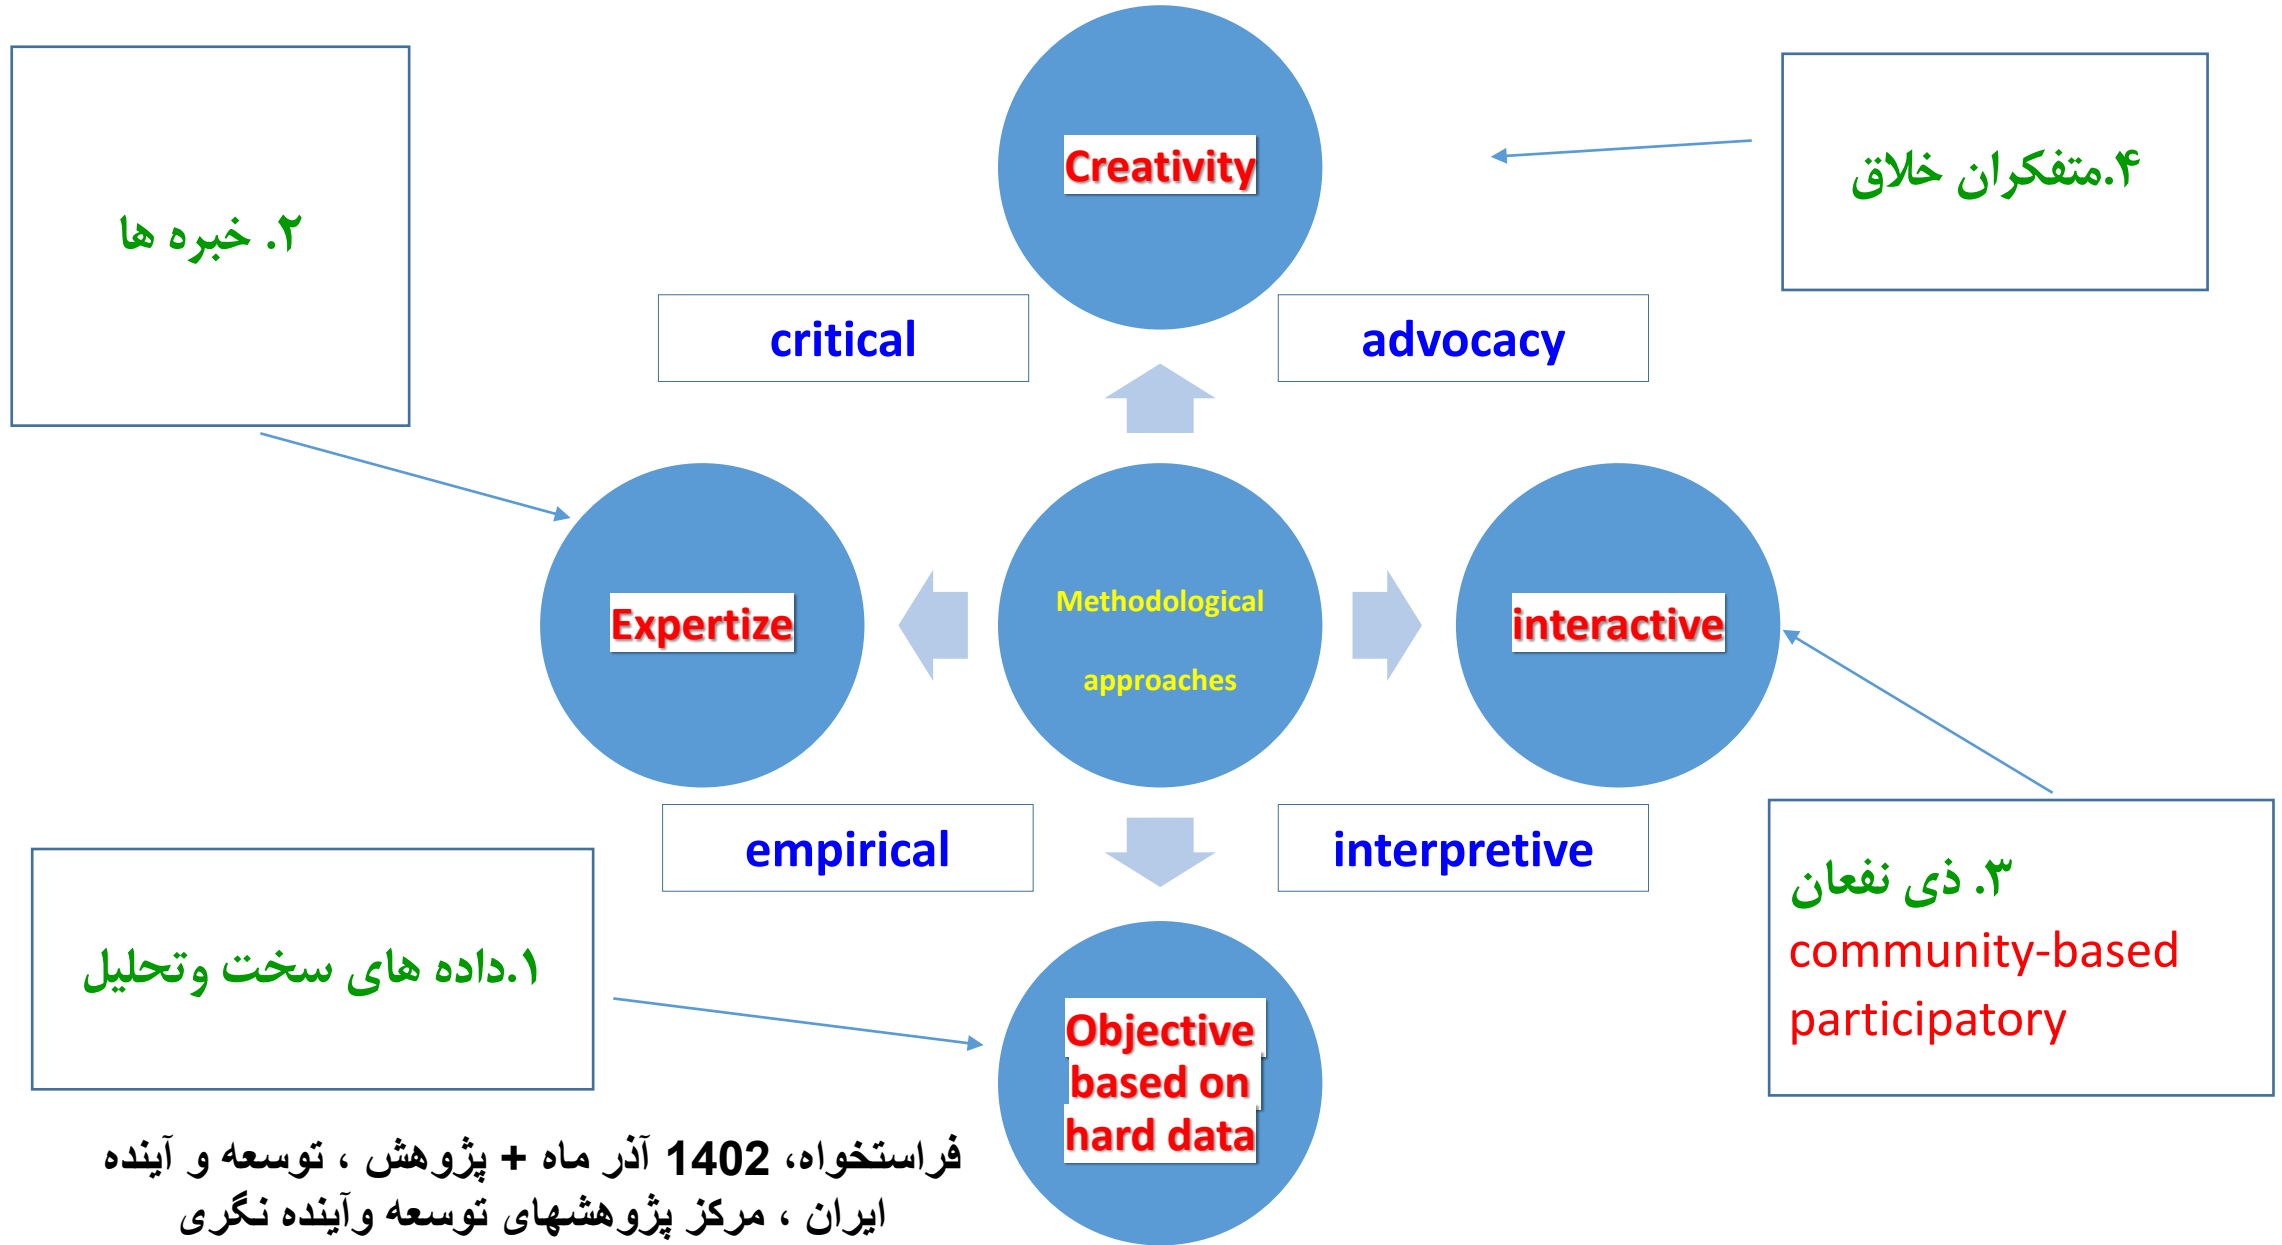 Creativity
۴.متفکران خلاق
۲. خبره ها
critical
advocacy
Expertize
Methodological
approaches
interactive
empirical
interpretive
۳. ذی نفعان
community-based
participatory
۱.داده های سخت وتحلیل
Objective
based on
hard data
فراستخواه، 1402 آذر ماه + پژوهش ، توسعه و آینده
ایران ، مرکز پژوهشهای توسعه وآینده نگری